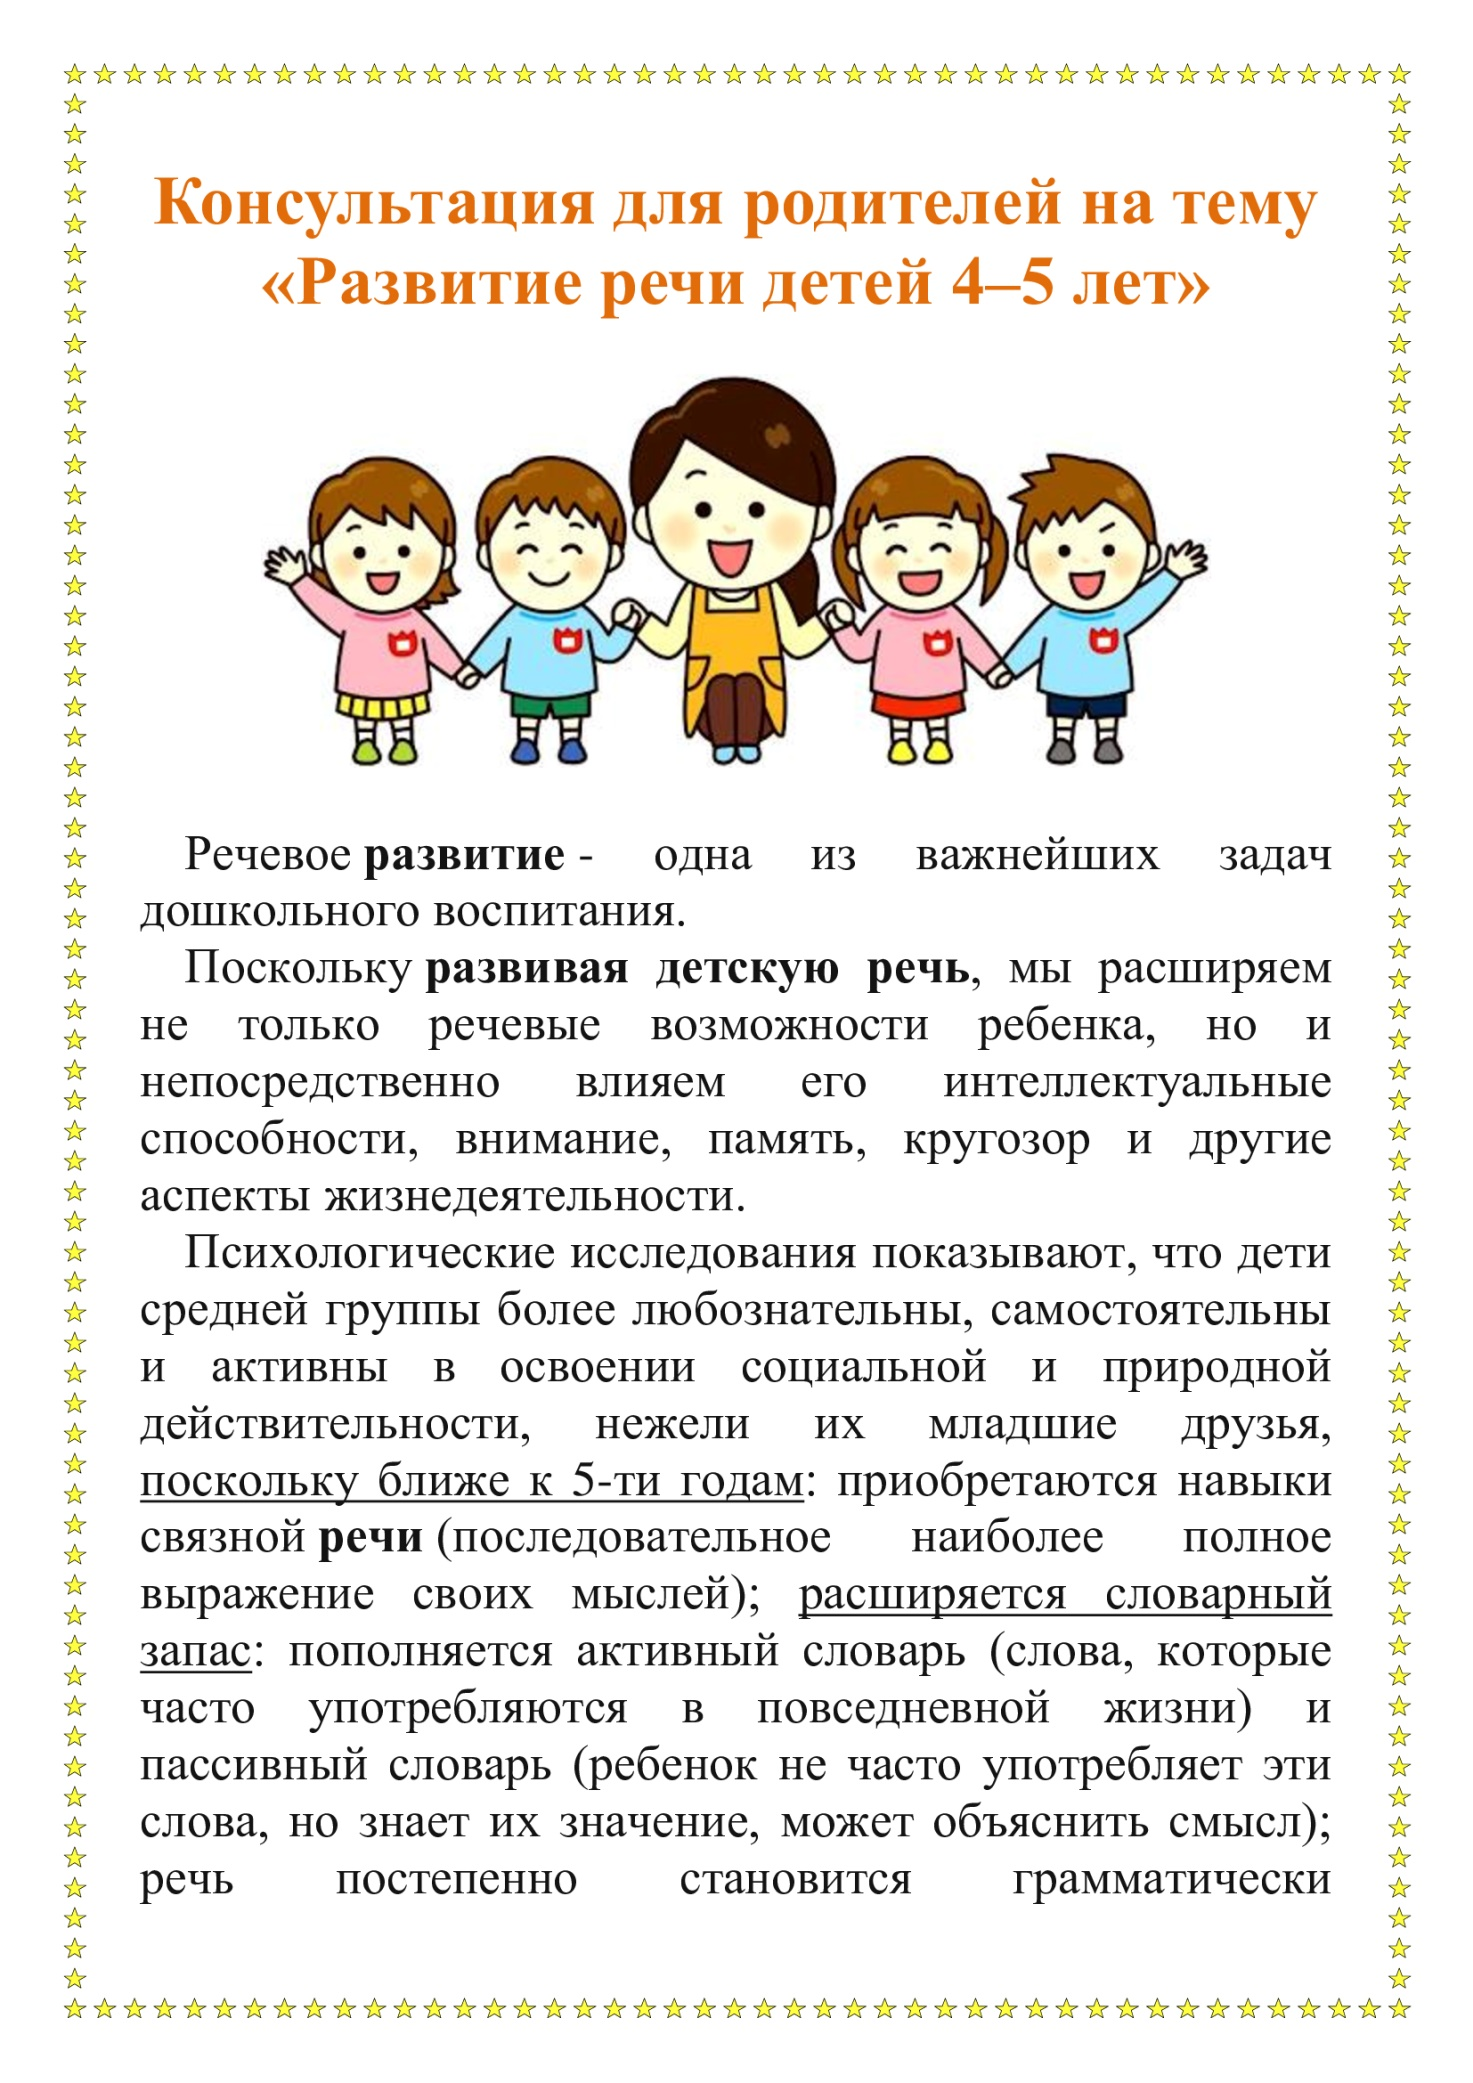 Консультация для родителей на тему
«Развитие речи детей 4–5 лет»
Речевое развитие - одна из важнейших задач
дошкольного воспитания.
Поскольку развивая детскую речь, мы расширяем
не только речевые возможности ребенка, но и
непосредственно влияем его интеллектуальные
способности, внимание, память, кругозор и другие
аспекты жизнедеятельности.
Психологические исследования показывают, что дети
средней группы более любознательны, самостоятельны
и активны в освоении социальной и природной
действительности, нежели их младшие друзья,
поскольку ближе к 5-ти годам: приобретаются навыки
связной речи (последовательное наиболее полное
выражение своих мыслей); расширяется словарный
запас: пополняется активный словарь (слова, которые
часто употребляются в повседневной жизни) и
пассивный словарь (ребенок не часто употребляет эти
слова, но знает их значение, может объяснить смысл);
речь постепенно становится грамматически